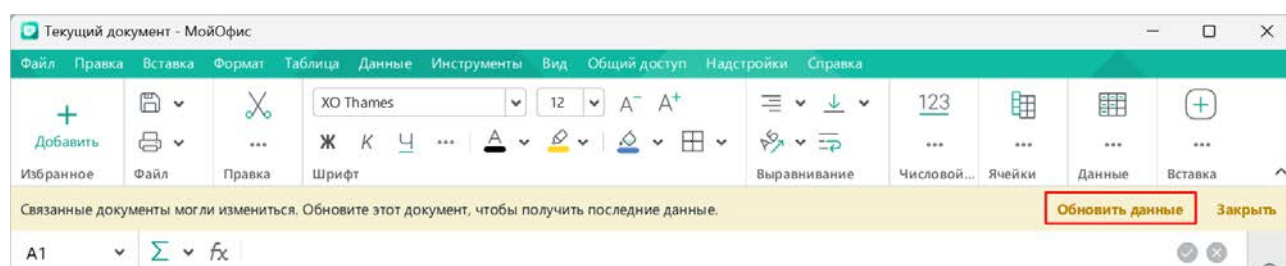 Текущий документ - МойОфис
Файл Правка Вставка Формат Таблица Данные Инструменты Вид Общий доступ Надстройки Справка
XO Thames 12 A⁻ A⁺ 123
Добавить Ж К Ч ... A
Избранное Файл Правка Шрифт Выравнивание Числовой... Ячейки Данные Вставка
Связанные документы могли измениться. Обновите этот документ, чтобы получить последние данные. Обновить данные Закрыть
A1 Σ fx